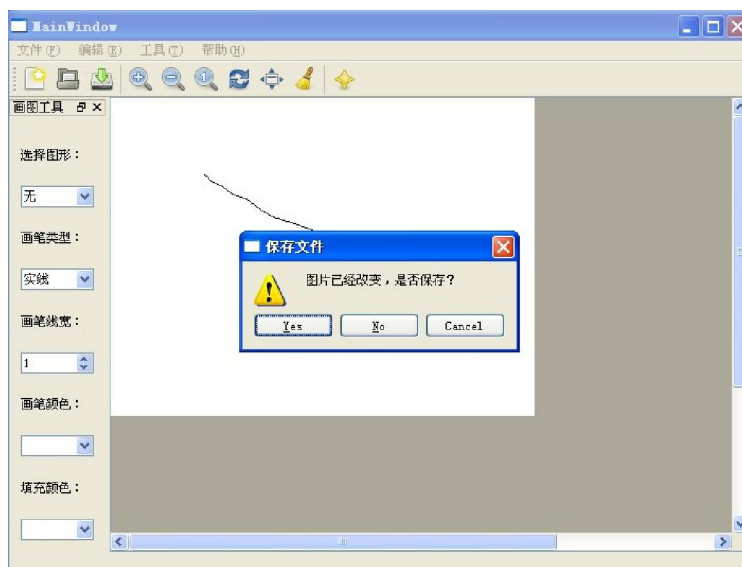 MainWindow
文件(F) 编辑(E) 工具(T) 帮助(H)
画图工具
选择图形：
无
画笔类型：
实线
画笔线宽：
1
画笔颜色：
填充颜色：
保存文件
图片已经改变，是否保存？
Yes No Cancel